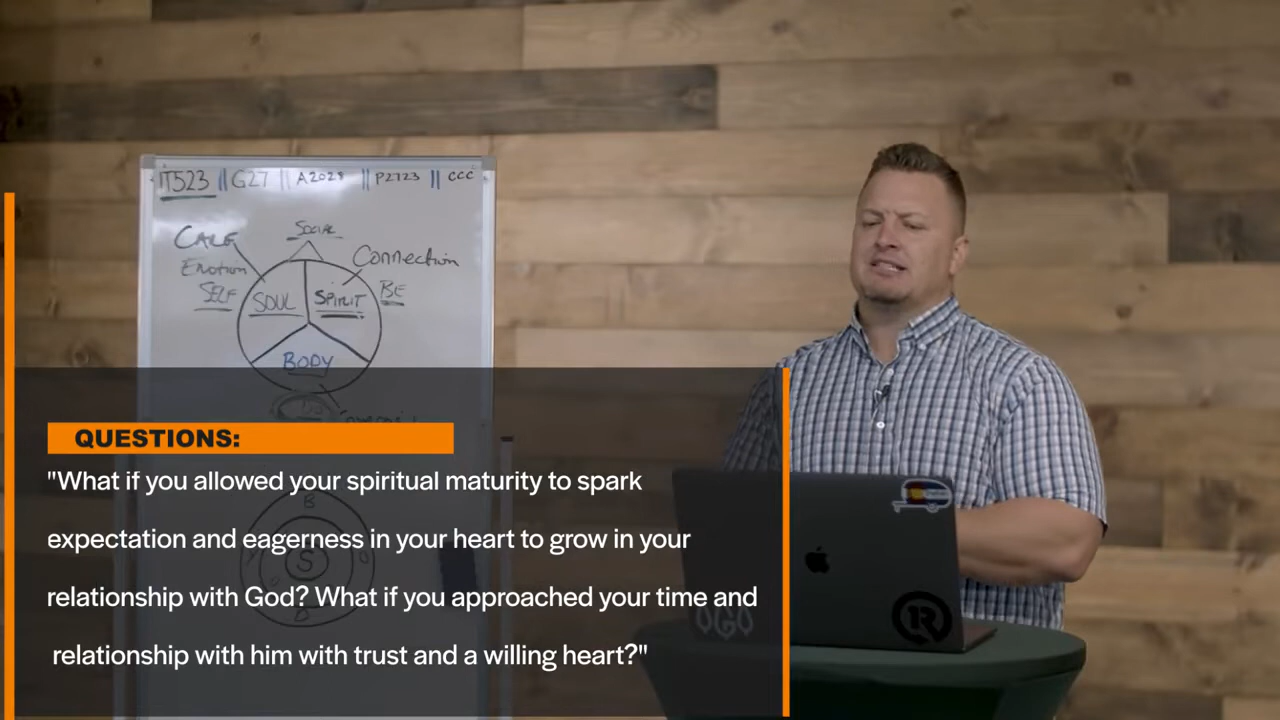 1T523 || G27 || A2028 || P2723 || CCC
SOCIAL
CARE
Connection
Emotion
SELF
SOUL
SPIRIT
BE
BODY
QUESTIONS:
"What if you allowed your spiritual maturity to spark
expectation and eagerness in your heart to grow in your
relationship with God? What if you approached your time and
relationship with him with trust and a willing heart?"
B
S
1R